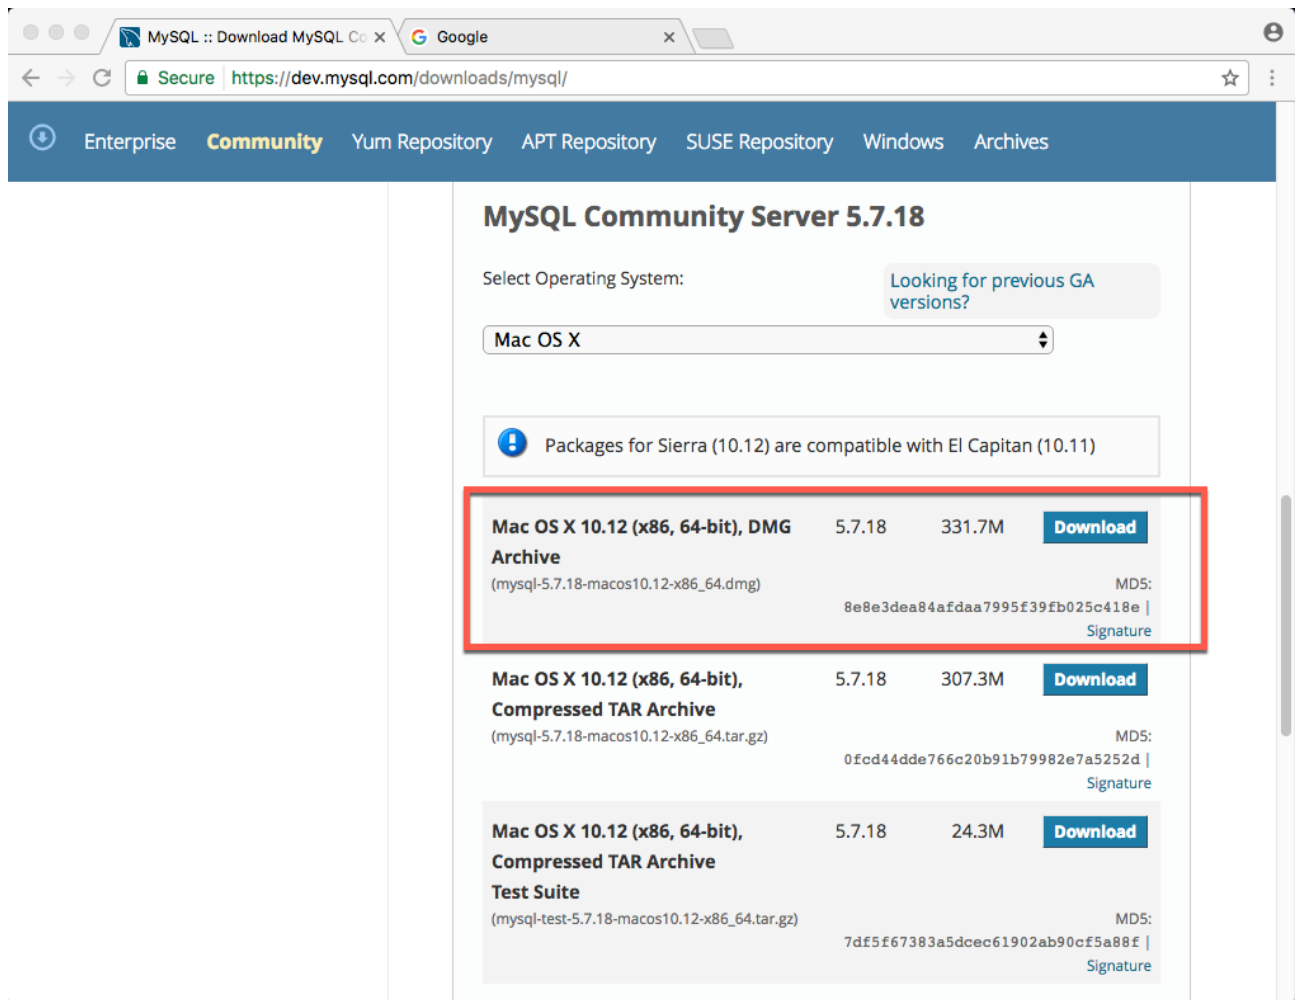 MySQL :: Download MySQL Co
Google
Secure https://dev.mysql.com/downloads/mysql/
Enterprise Community Yum Repository APT Repository SUSE Repository Windows Archives
MySQL Community Server 5.7.18
Select Operating System:
Looking for previous GA
versions?
Mac OS X
Packages for Sierra (10.12) are compatible with El Capitan (10.11)
Mac OS X 10.12 (x86, 64-bit), DMG 5.7.18 331.7M Download
Archive
(mysql-5.7.18-macos10.12-x86_64.dmg) MD5:
8e8e3dea84afdaa7995f39fb025c418e |
Signature
Mac OS X 10.12 (x86, 64-bit), 5.7.18 307.3M Download
Compressed TAR Archive
(mysql-5.7.18-macos10.12-x86_64.tar.gz) MD5:
0fcd44dde766c20b91b79982e7a5252d |
Signature
Mac OS X 10.12 (x86, 64-bit), 5.7.18 24.3M Download
Compressed TAR Archive
Test Suite
(mysql-test-5.7.18-macos10.12-x86_64.tar.gz) MD5:
7df5f67383a5dcec61902ab90cf5a88f |
Signature